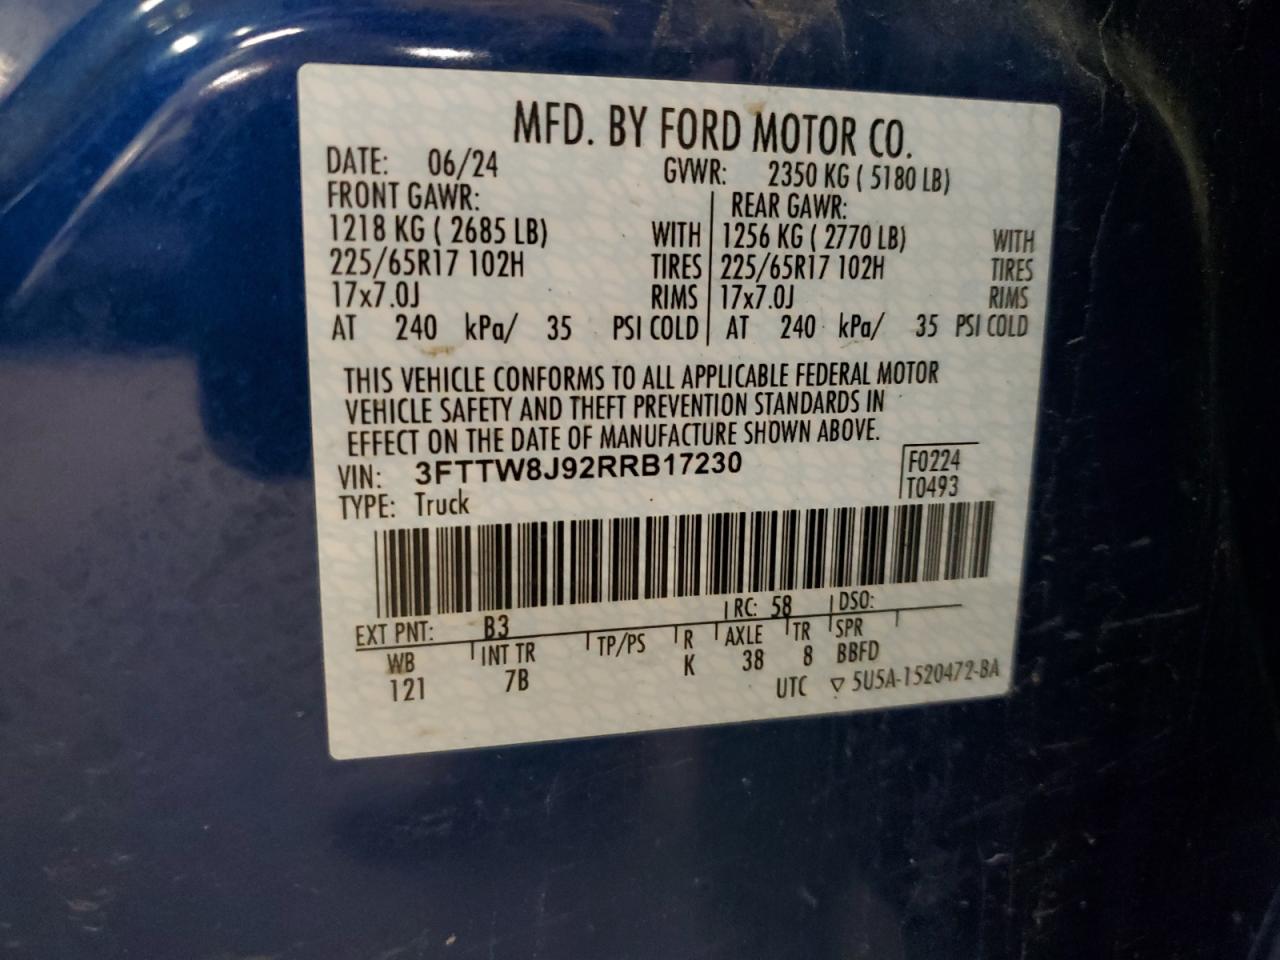 MFD. BY FORD MOTOR CO.
DATE: 06/24 GVWR: 2350 KG ( 5180 LB)
FRONT GAWR: REAR GAWR:
1218 KG ( 2685 LB) WITH 1256 KG ( 2770 LB) WITH
225/65R17 102H TIRES 225/65R17 102H TIRES
17x7.0J RIMS 17x7.0J RIMS
AT 240 kPa/ 35 PSI COLD AT 240 kPa/ 35 PSI COLD
THIS VEHICLE CONFORMS TO ALL APPLICABLE FEDERAL MOTOR
VEHICLE SAFETY AND THEFT PREVENTION STANDARDS IN
EFFECT ON THE DATE OF MANUFACTURE SHOWN ABOVE.
VIN: 3FTTW8J92RRB17230 F0224
TYPE: Truck T0493
EXT PNT: B3 RC: 58 DSO:
WB INT TR TP/PS R AXLE TR SPR
121 7B K 38 8 BBFD
UTC ▽ 5U5A-1520472-BA